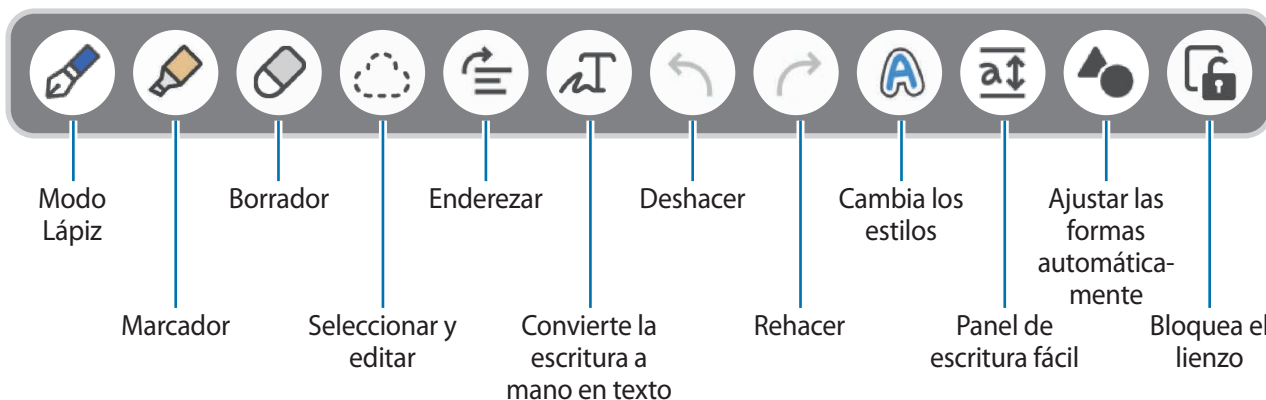 Modo
Lápiz
Borrador
Enderezar
Deshacer
Cambia los
estilos
Ajustar las
formas
automática-
mente
Marcador
Seleccionar y
editar
Convierte la
escritura a
mano en texto
Rehacer
Panel de
escritura fácil
Bloquea el
lienzo